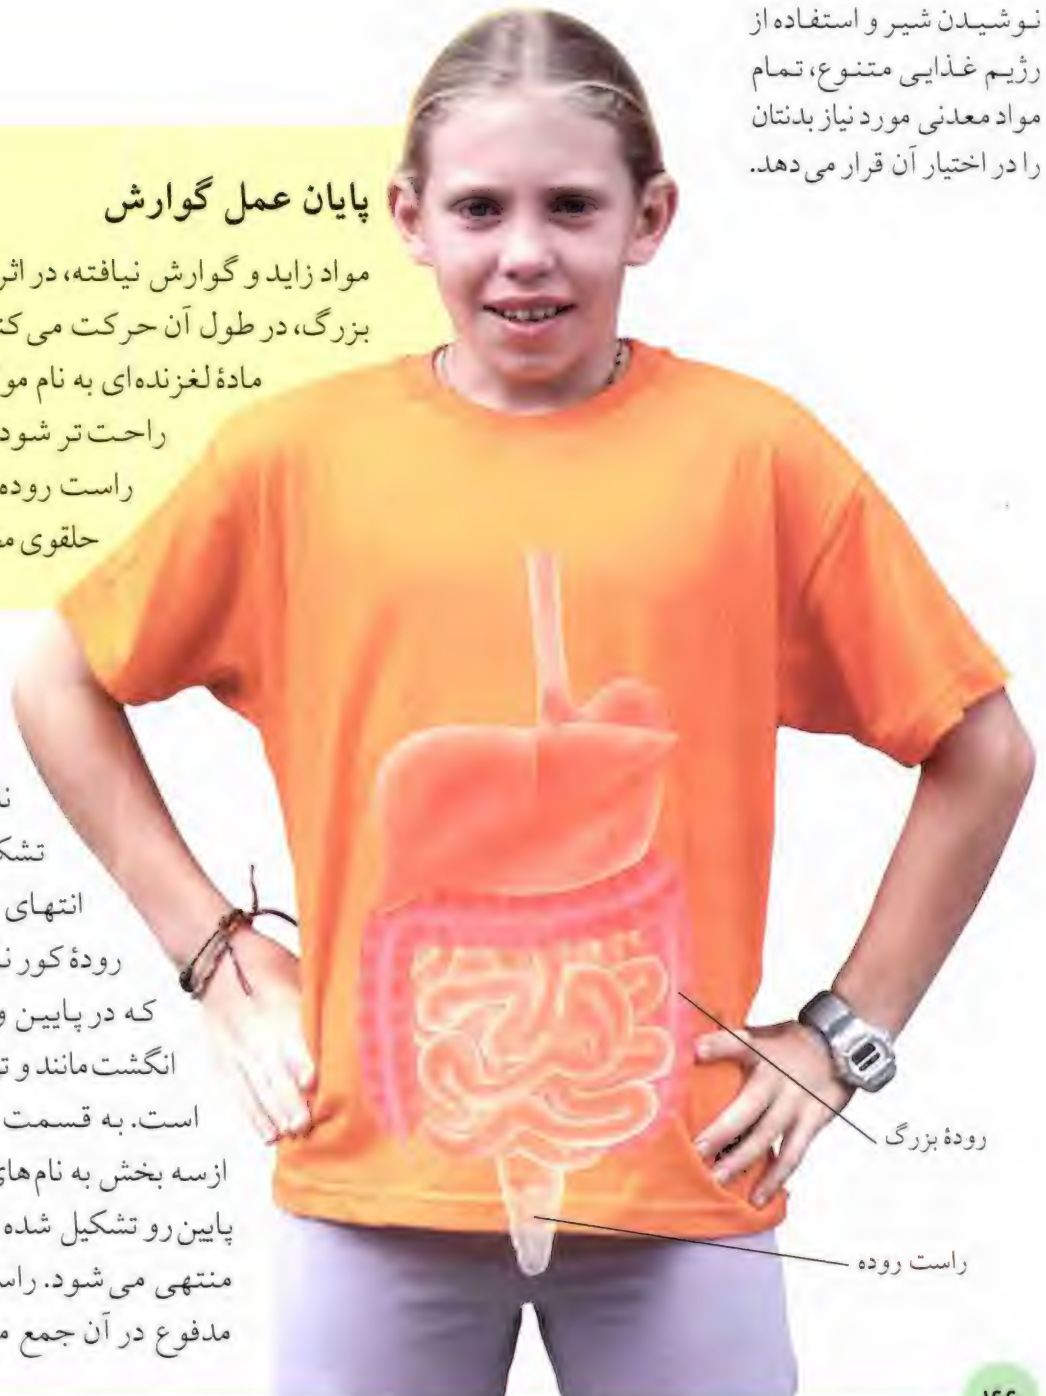 نوشیدن شیر و استفاده از
رژیم غذایی متنوع، تمام
مواد معدنی مورد نیاز بدنتان
را در اختیار آن قرار می‌دهد.
پایان عمل گوارش
مواد زاید و گوارش نیافته، در اثر
بزرگ، در طول آن حرکت می‌کن
مادهٔ لغزنده‌ای به نام مو
راحت‌تر شود
راست روده
حلقوی
تشک
انتهای
رودهٔ کور
که در پایین و
انگشت‌مانند و
است. به قسمت
ازسه بخش به نام‌های
پایین‌رو تشکیل شده
منتهی می‌شود. راس
مدفوع در آن جمع
رودهٔ بزرگ
راست روده